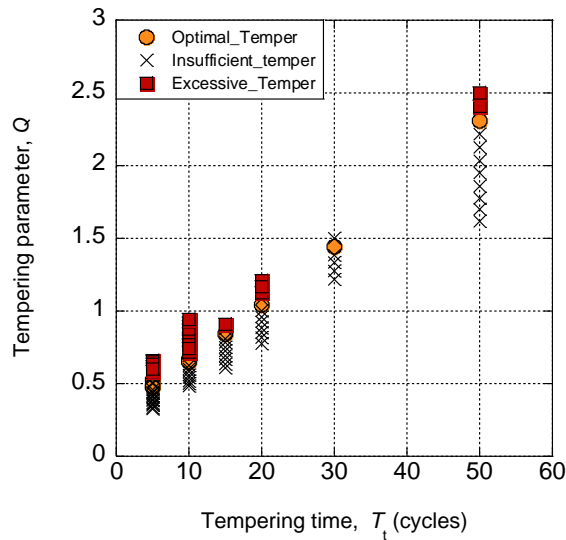 3
2.5
2
1.5
1
0.5
0
Optimal_Temper
Insufficient_temper
Excessive_Temper
Tempering parameter, Q
0 10 20 30 40 50 60
Tempering time, Tt (cycles)